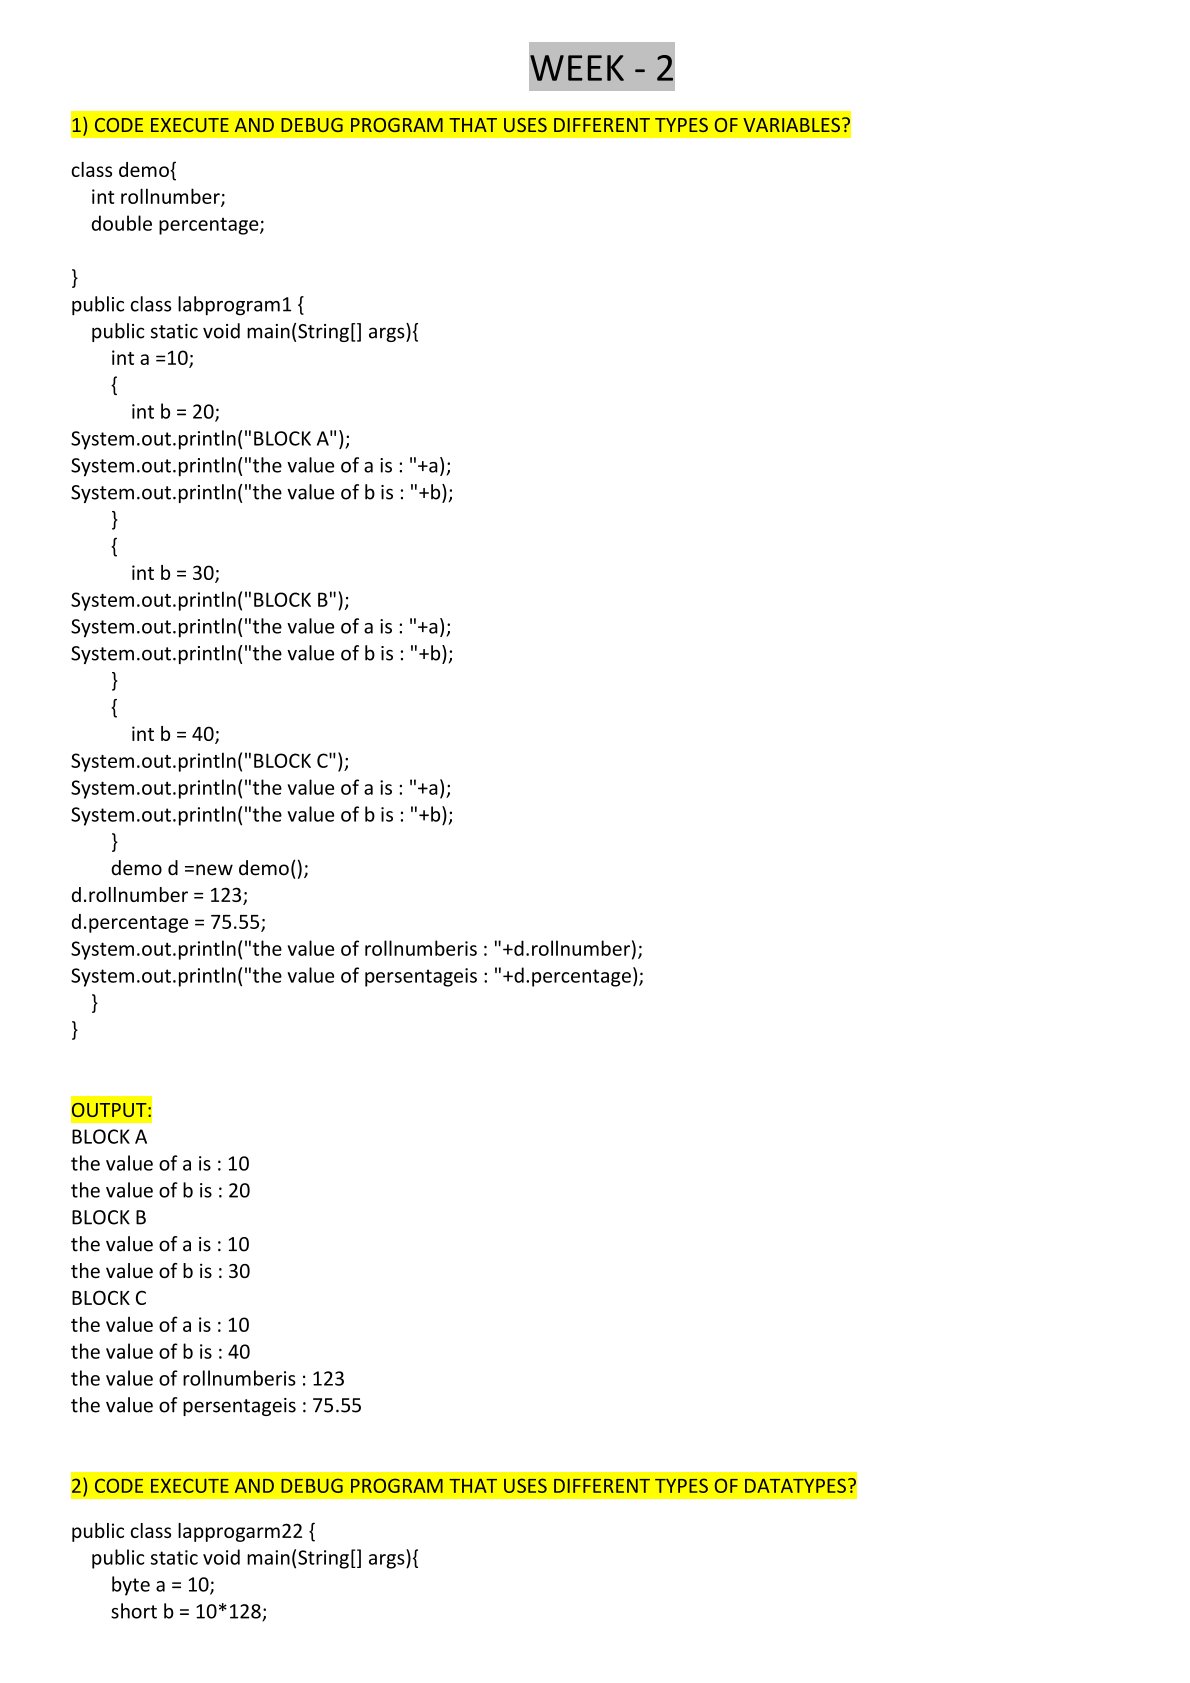 WEEK - 2
1) CODE EXECUTE AND DEBUG PROGRAM THAT USES DIFFERENT TYPES OF VARIABLES?
class demo{
int rollnumber;
double percentage;
}
public class labprogram1 {
public static void main(String[] args){
int a =10;
{
int b = 20;
System.out.println("BLOCK A");
System.out.println("the value of a is : "+a);
System.out.println("the value of b is : "+b);
}
{
int b = 30;
System.out.println("BLOCK B");
System.out.println("the value of a is : "+a);
System.out.println("the value of b is : "+b);
}
{
int b = 40;
System.out.println("BLOCK C");
System.out.println("the value of a is : "+a);
System.out.println("the value of b is : "+b);
}
demo d =new demo();
d.rollnumber = 123;
d.percentage = 75.55;
System.out.println("the value of rollnumberis : "+d.rollnumber);
System.out.println("the value of persentageis : "+d.percentage);
}
}
OUTPUT:
BLOCK A
the value of a is : 10
the value of b is : 20
BLOCK B
the value of a is : 10
the value of b is : 30
BLOCK C
the value of a is : 10
the value of b is : 40
the value of rollnumberis : 123
the value of persentageis : 75.55
2) CODE EXECUTE AND DEBUG PROGRAM THAT USES DIFFERENT TYPES OF DATATYPES?
public class lapprogarm22 {
public static void main(String[] args){
byte a = 10;
short b = 10*128;